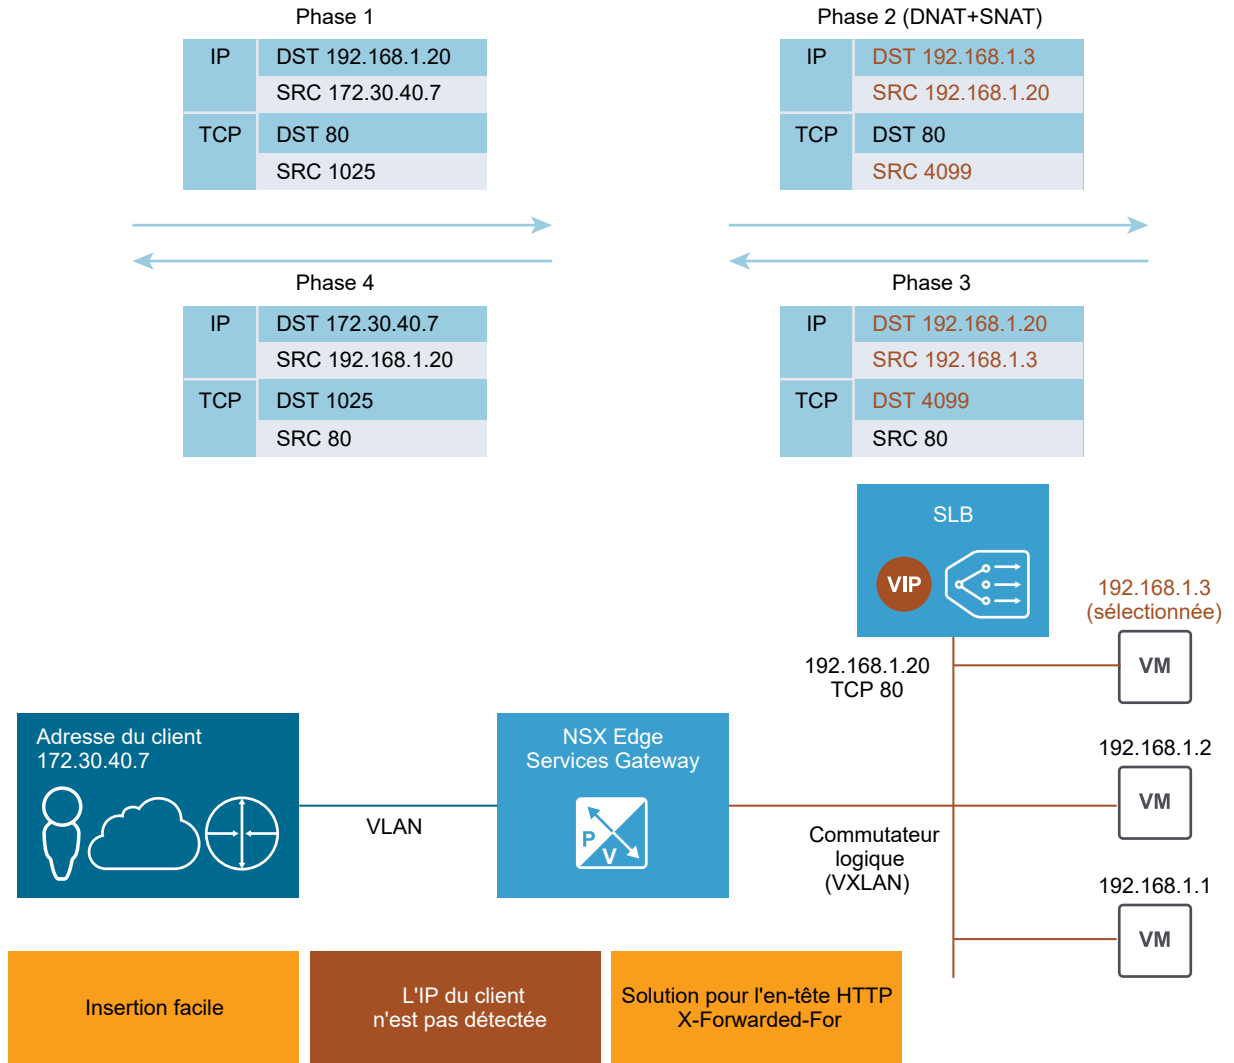 Phase 1
IP
DST 192.168.1.20
SRC 172.30.40.7
TCP
DST 80
SRC 1025
Phase 2 (DNAT+SNAT)
IP
DST 192.168.1.3
SRC 192.168.1.20
TCP
DST 80
SRC 4099
Phase 4
IP
DST 172.30.40.7
SRC 192.168.1.20
TCP
DST 1025
SRC 80
Phase 3
IP
DST 192.168.1.20
SRC 192.168.1.3
TCP
DST 4099
SRC 80
SLB
VIP
192.168.1.3
(sélectionnée)
VM
192.168.1.20
TCP 80
Adresse du client
172.30.40.7
VLAN
NSX Edge
Services Gateway
P
V
192.168.1.2
VM
Commutateur
logique
(VXLAN)
192.168.1.1
VM
Insertion facile
L'IP du client
n'est pas détectée
Solution pour l'en-tête HTTP
X-Forwarded-For